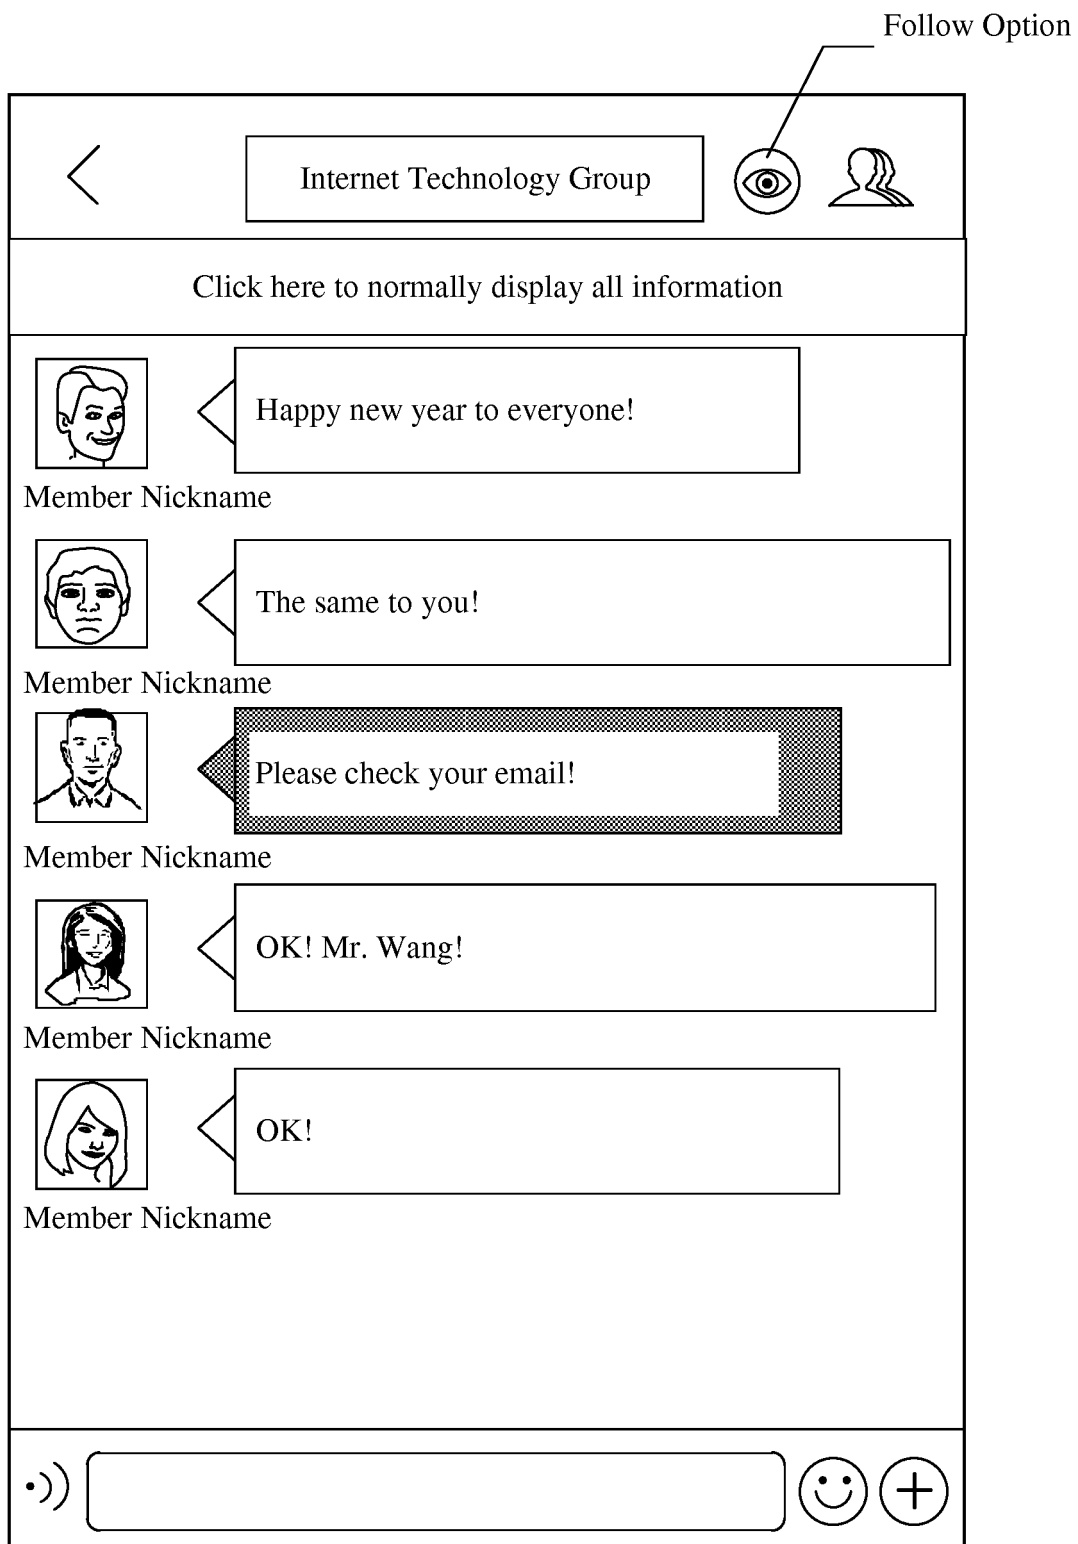 Follow Option
Internet Technology Group
Click here to normally display all information
Happy new year to everyone!
Member Nickname
The same to you!
Member Nickname
Please check your email!
Member Nickname
OK! Mr. Wang!
Member Nickname
OK!
Member Nickname